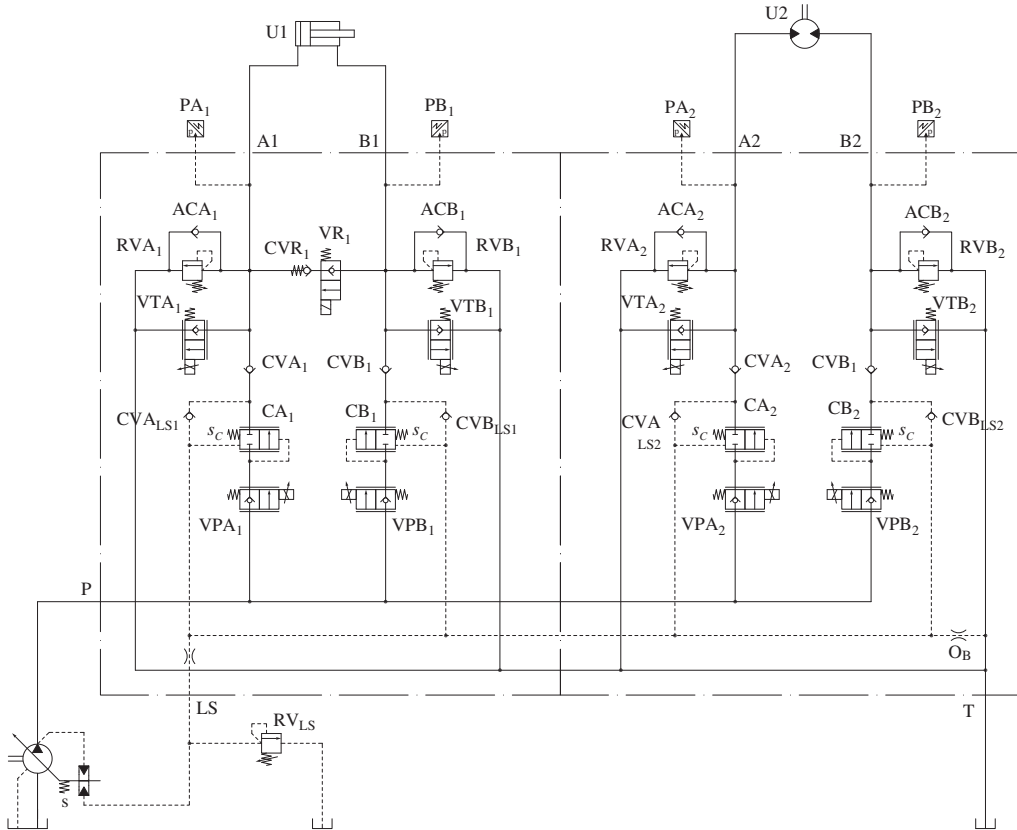 U1 U2
PA1 PB1 PA2 PB2
A1 B1 A2 B2
ACA1 VR1 ACB1 ACA2 ACB2
RVA1 CVR1 RVB1 RVA2 RVB2
VTA1 VTB1 VTA2 VTB2
CVA1 CVB1 CVA2 CVB1
CVALS1 CA1 CB1 CVBLS1 CVA LS2 CA2 CB2 CVBLS2
sC sC sC sC
VPA1 VPB1 VPA2 VPB2
P
OB
LS T
RVLS
s
p p p p